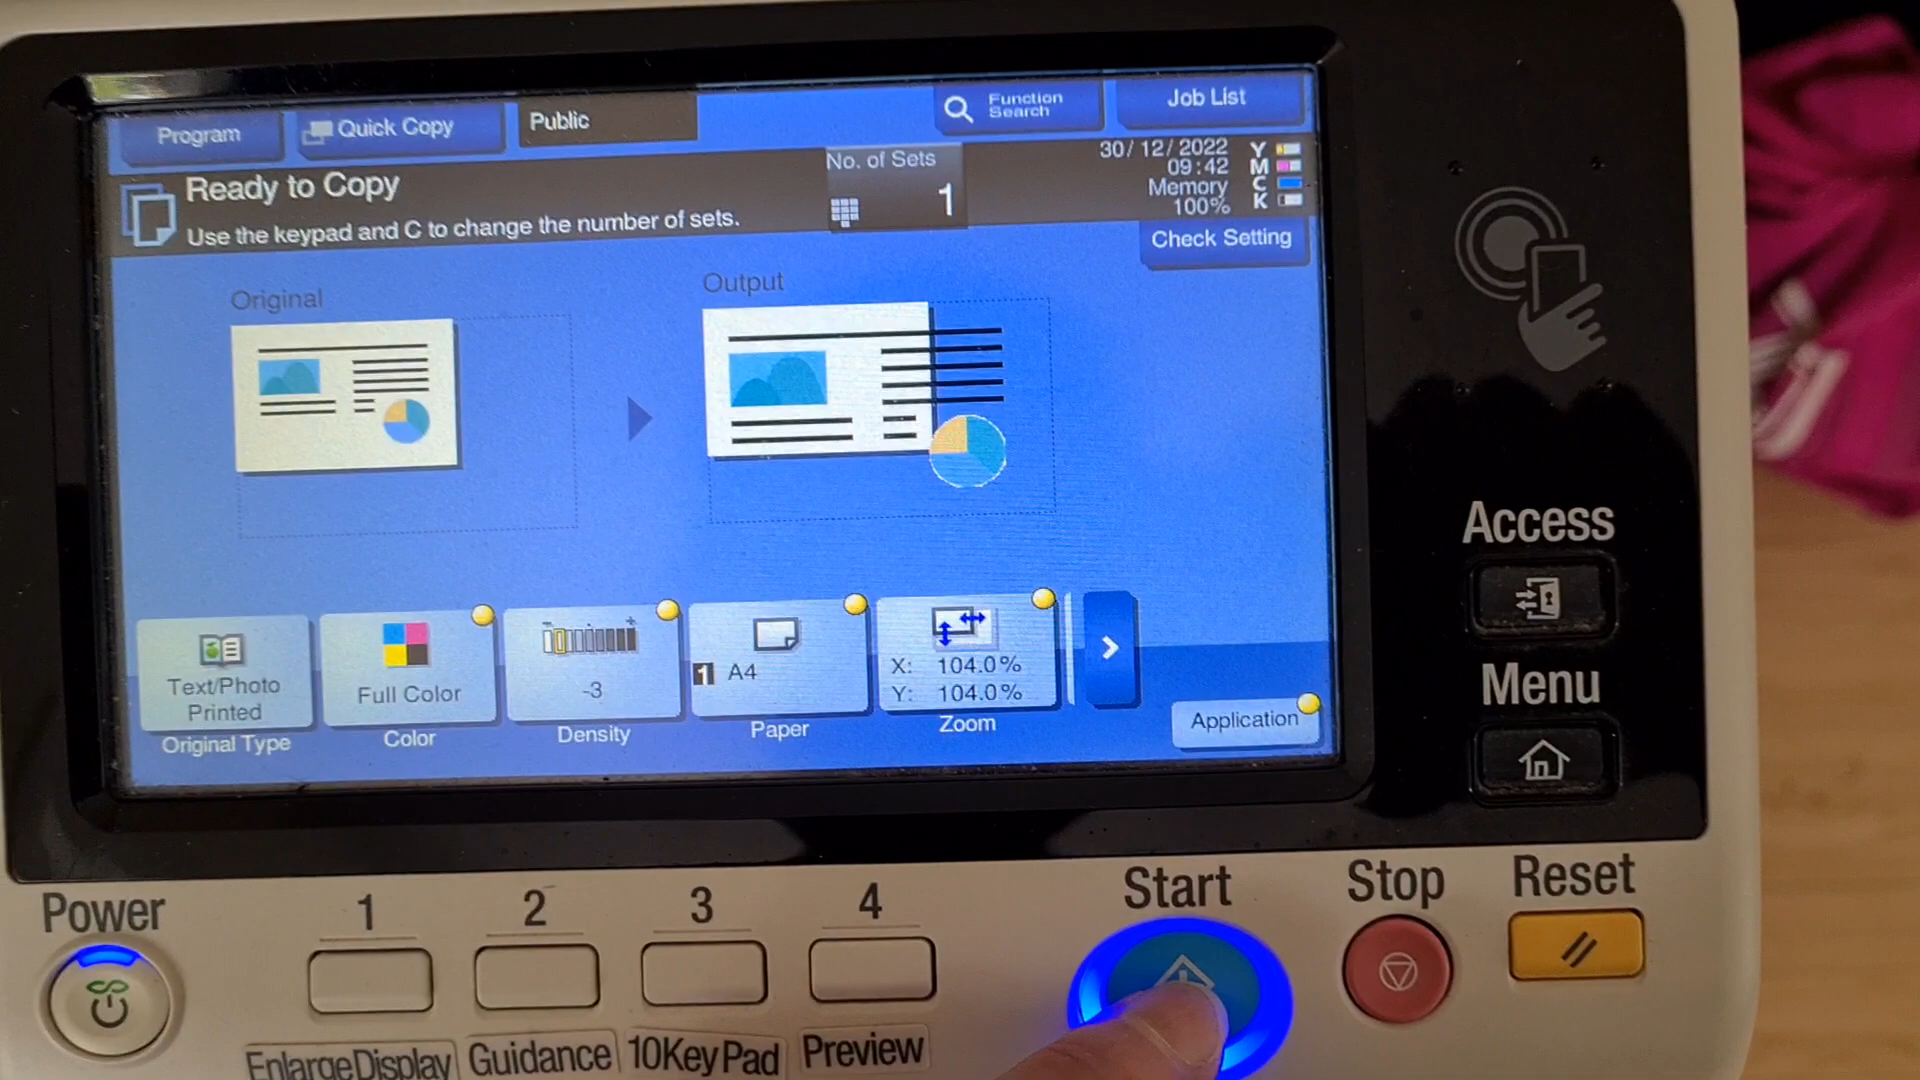 Program
Quick Copy
Public
Function
Search
Job List
Ready to Copy
Use the keypad and C to change the number of sets.
No. of Sets
1
30/12/2022
09:42
Memory
100%
Y
M
C
K
Check Setting
Original
Output
Text/Photo
Printed
Original Type
Full Color
Color
-3
Density
1 A4
Paper
X: 104.0%
Y: 104.0%
Zoom
Application
Access
Menu
Power
1
2
3
4
Start
Stop
Reset
EnlargeDisplay
Guidance
10KeyPad
Preview